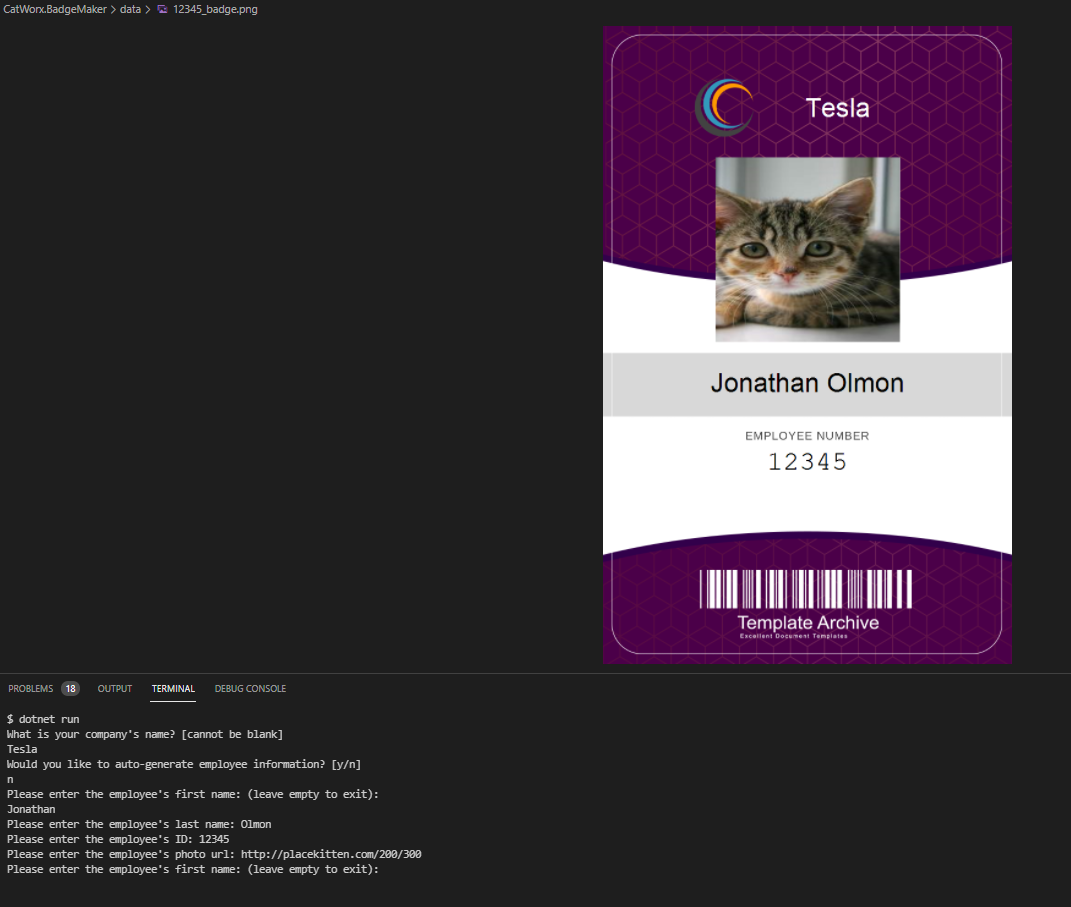 CatWorx.BadgeMaker > data > 12345_badge.png
Tesla
Jonathan Olmon
EMPLOYEE NUMBER
12345
Template Archive
Excellent Document Templates
PROBLEMS 18 OUTPUT TERMINAL DEBUG CONSOLE
$ dotnet run
What is your company's name? [cannot be blank]
Tesla
Would you like to auto-generate employee information? [y/n]
n
Please enter the employee's first name: (leave empty to exit):
Jonathan
Please enter the employee's last name: Olmon
Please enter the employee's ID: 12345
Please enter the employee's photo url: http://placekitten.com/200/300
Please enter the employee's first name: (leave empty to exit):